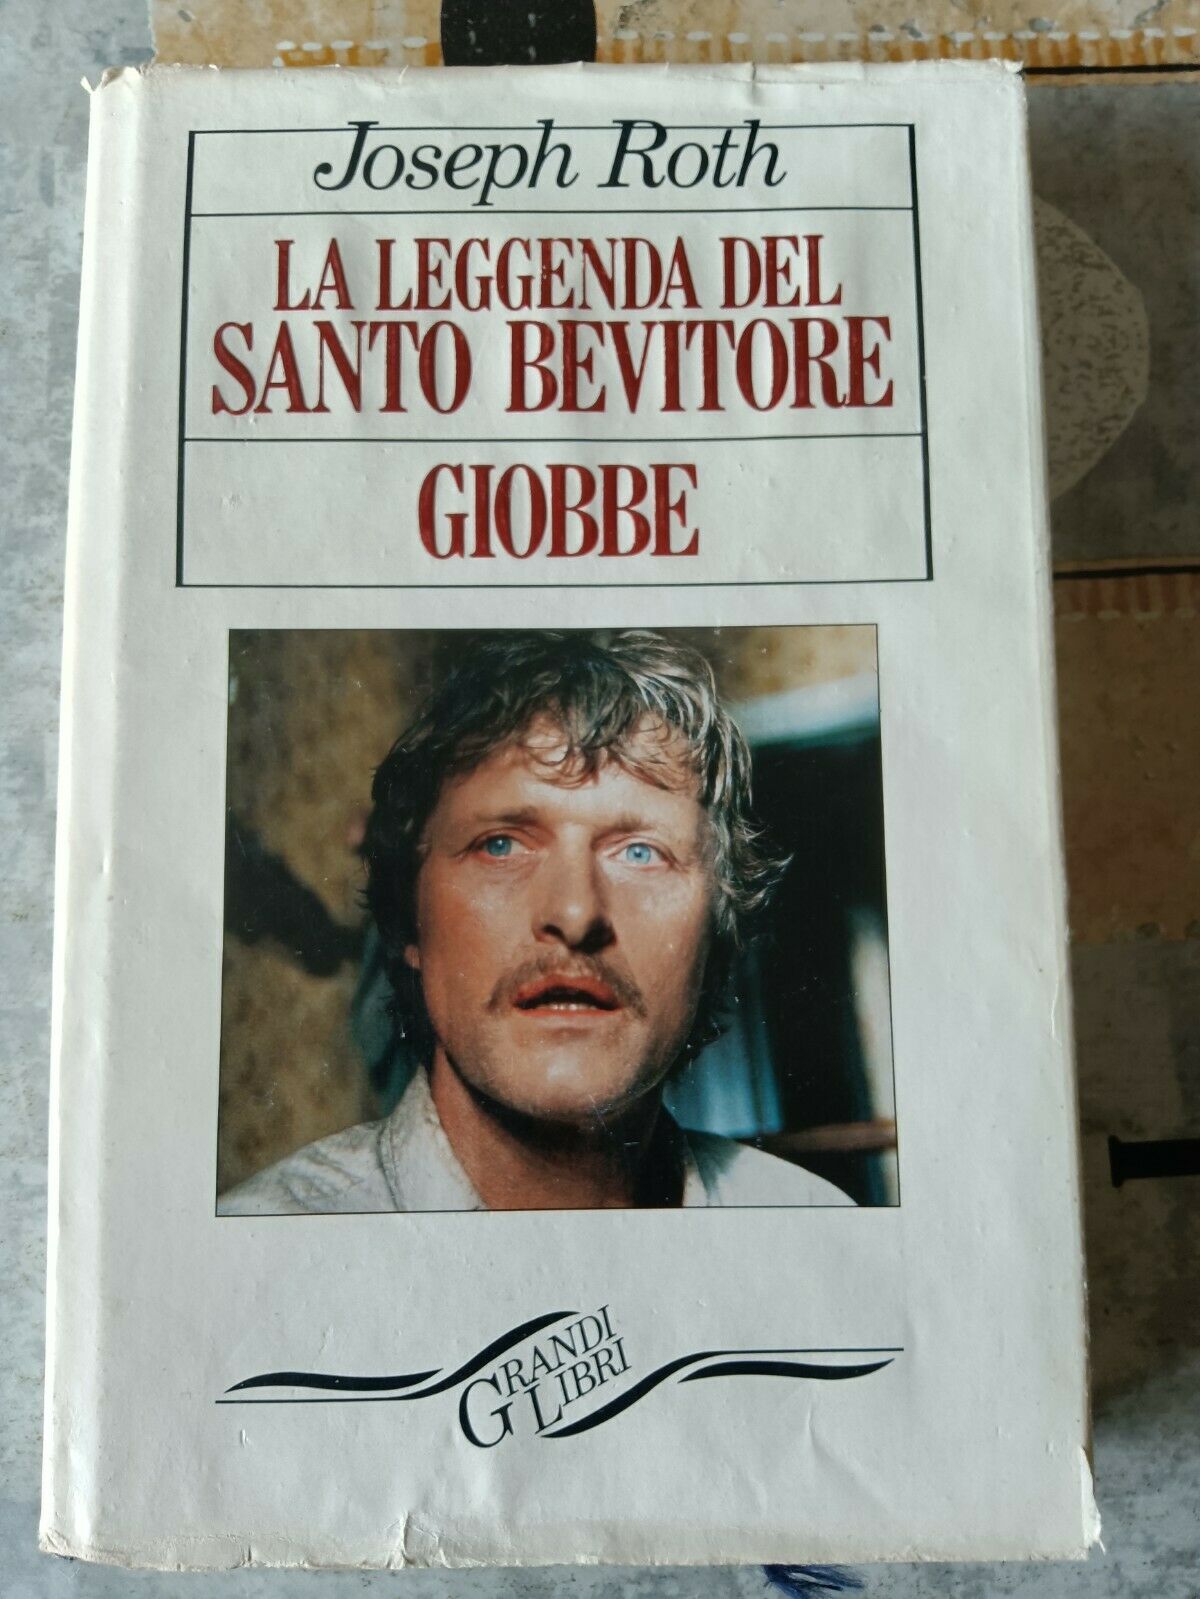 Joseph Roth
LA LEGGENDA DEL
SANTO BEVITORE
GIOBBE
GRANDI
LIBRI